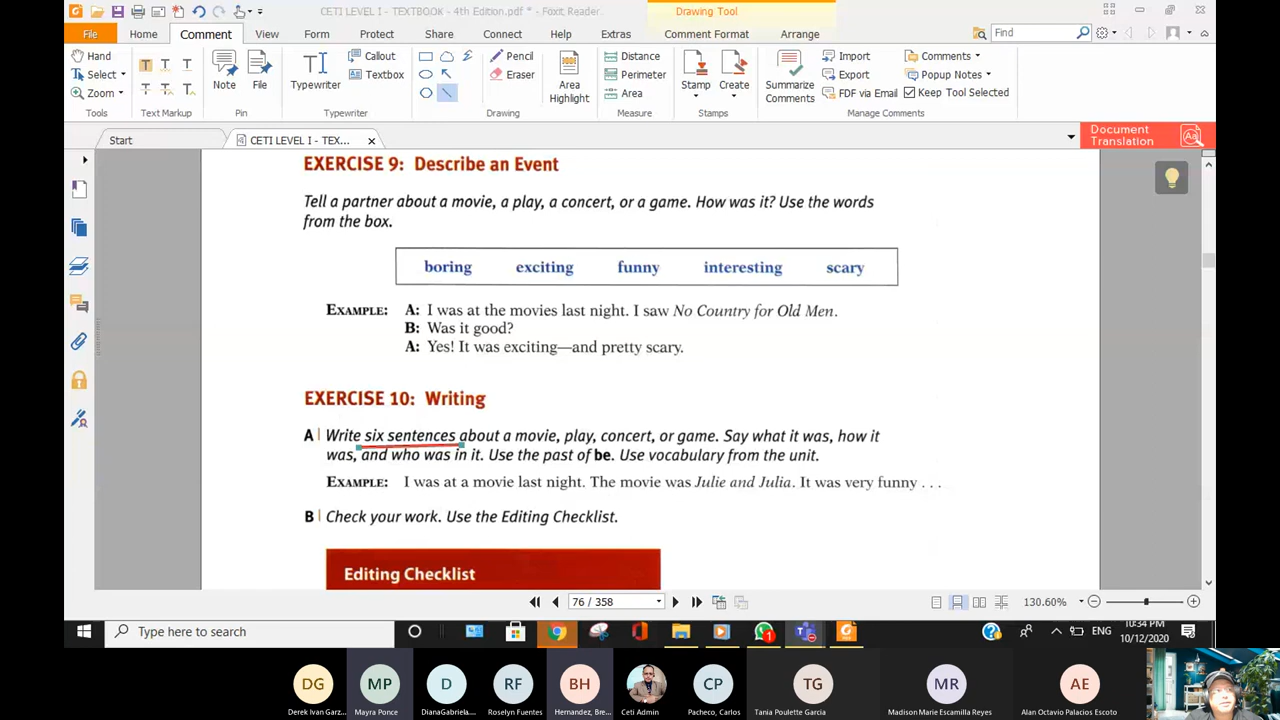 CETI LEVEL I - TEXTBOOK - 4th Edition.pdf * - Foxit Reader
Drawing Tool
File Home Comment View Form Protect Share Connect Help Extras Comment Format Arrange Find
Hand Select Zoom Tools
Text Markup
Note File Pin
Typewriter Callout Textbox Typewriter
Pencil Eraser Area Highlight Drawing
Distance Perimeter Area Measure
Stamp Create Stamps
Summarize Comments Import Export FDF via Email Comments Popup Notes Keep Tool Selected Manage Comments
Start CETI LEVEL I - TEX... Document Translation
EXERCISE 9: Describe an Event
Tell a partner about a movie, a play, a concert, or a game. How was it? Use the words
from the box.
boring exciting funny interesting scary
EXAMPLE: A: I was at the movies last night. I saw No Country for Old Men.
B: Was it good?
A: Yes! It was exciting—and pretty scary.
EXERCISE 10: Writing
A Write six sentences about a movie, play, concert, or game. Say what it was, how it
was, and who was in it. Use the past of be. Use vocabulary from the unit.
EXAMPLE: I was at a movie last night. The movie was Julie and Julia. It was very funny . . .
B Check your work. Use the Editing Checklist.
Editing Checklist
76 / 358 130.60%
Type here to search ENG 10:34 PM 10/12/2020
DG MP D RF BH CP TG MR AE
Derek Ivan Garz... Mayra Ponce DianaGabriela... Roselyn Fuentes Hernandez, Bre... Ceti Admin Pacheco, Carlos Tania Poulette Garcia Madison Marie Escamilla Reyes Alan Octavio Palacios Escoto